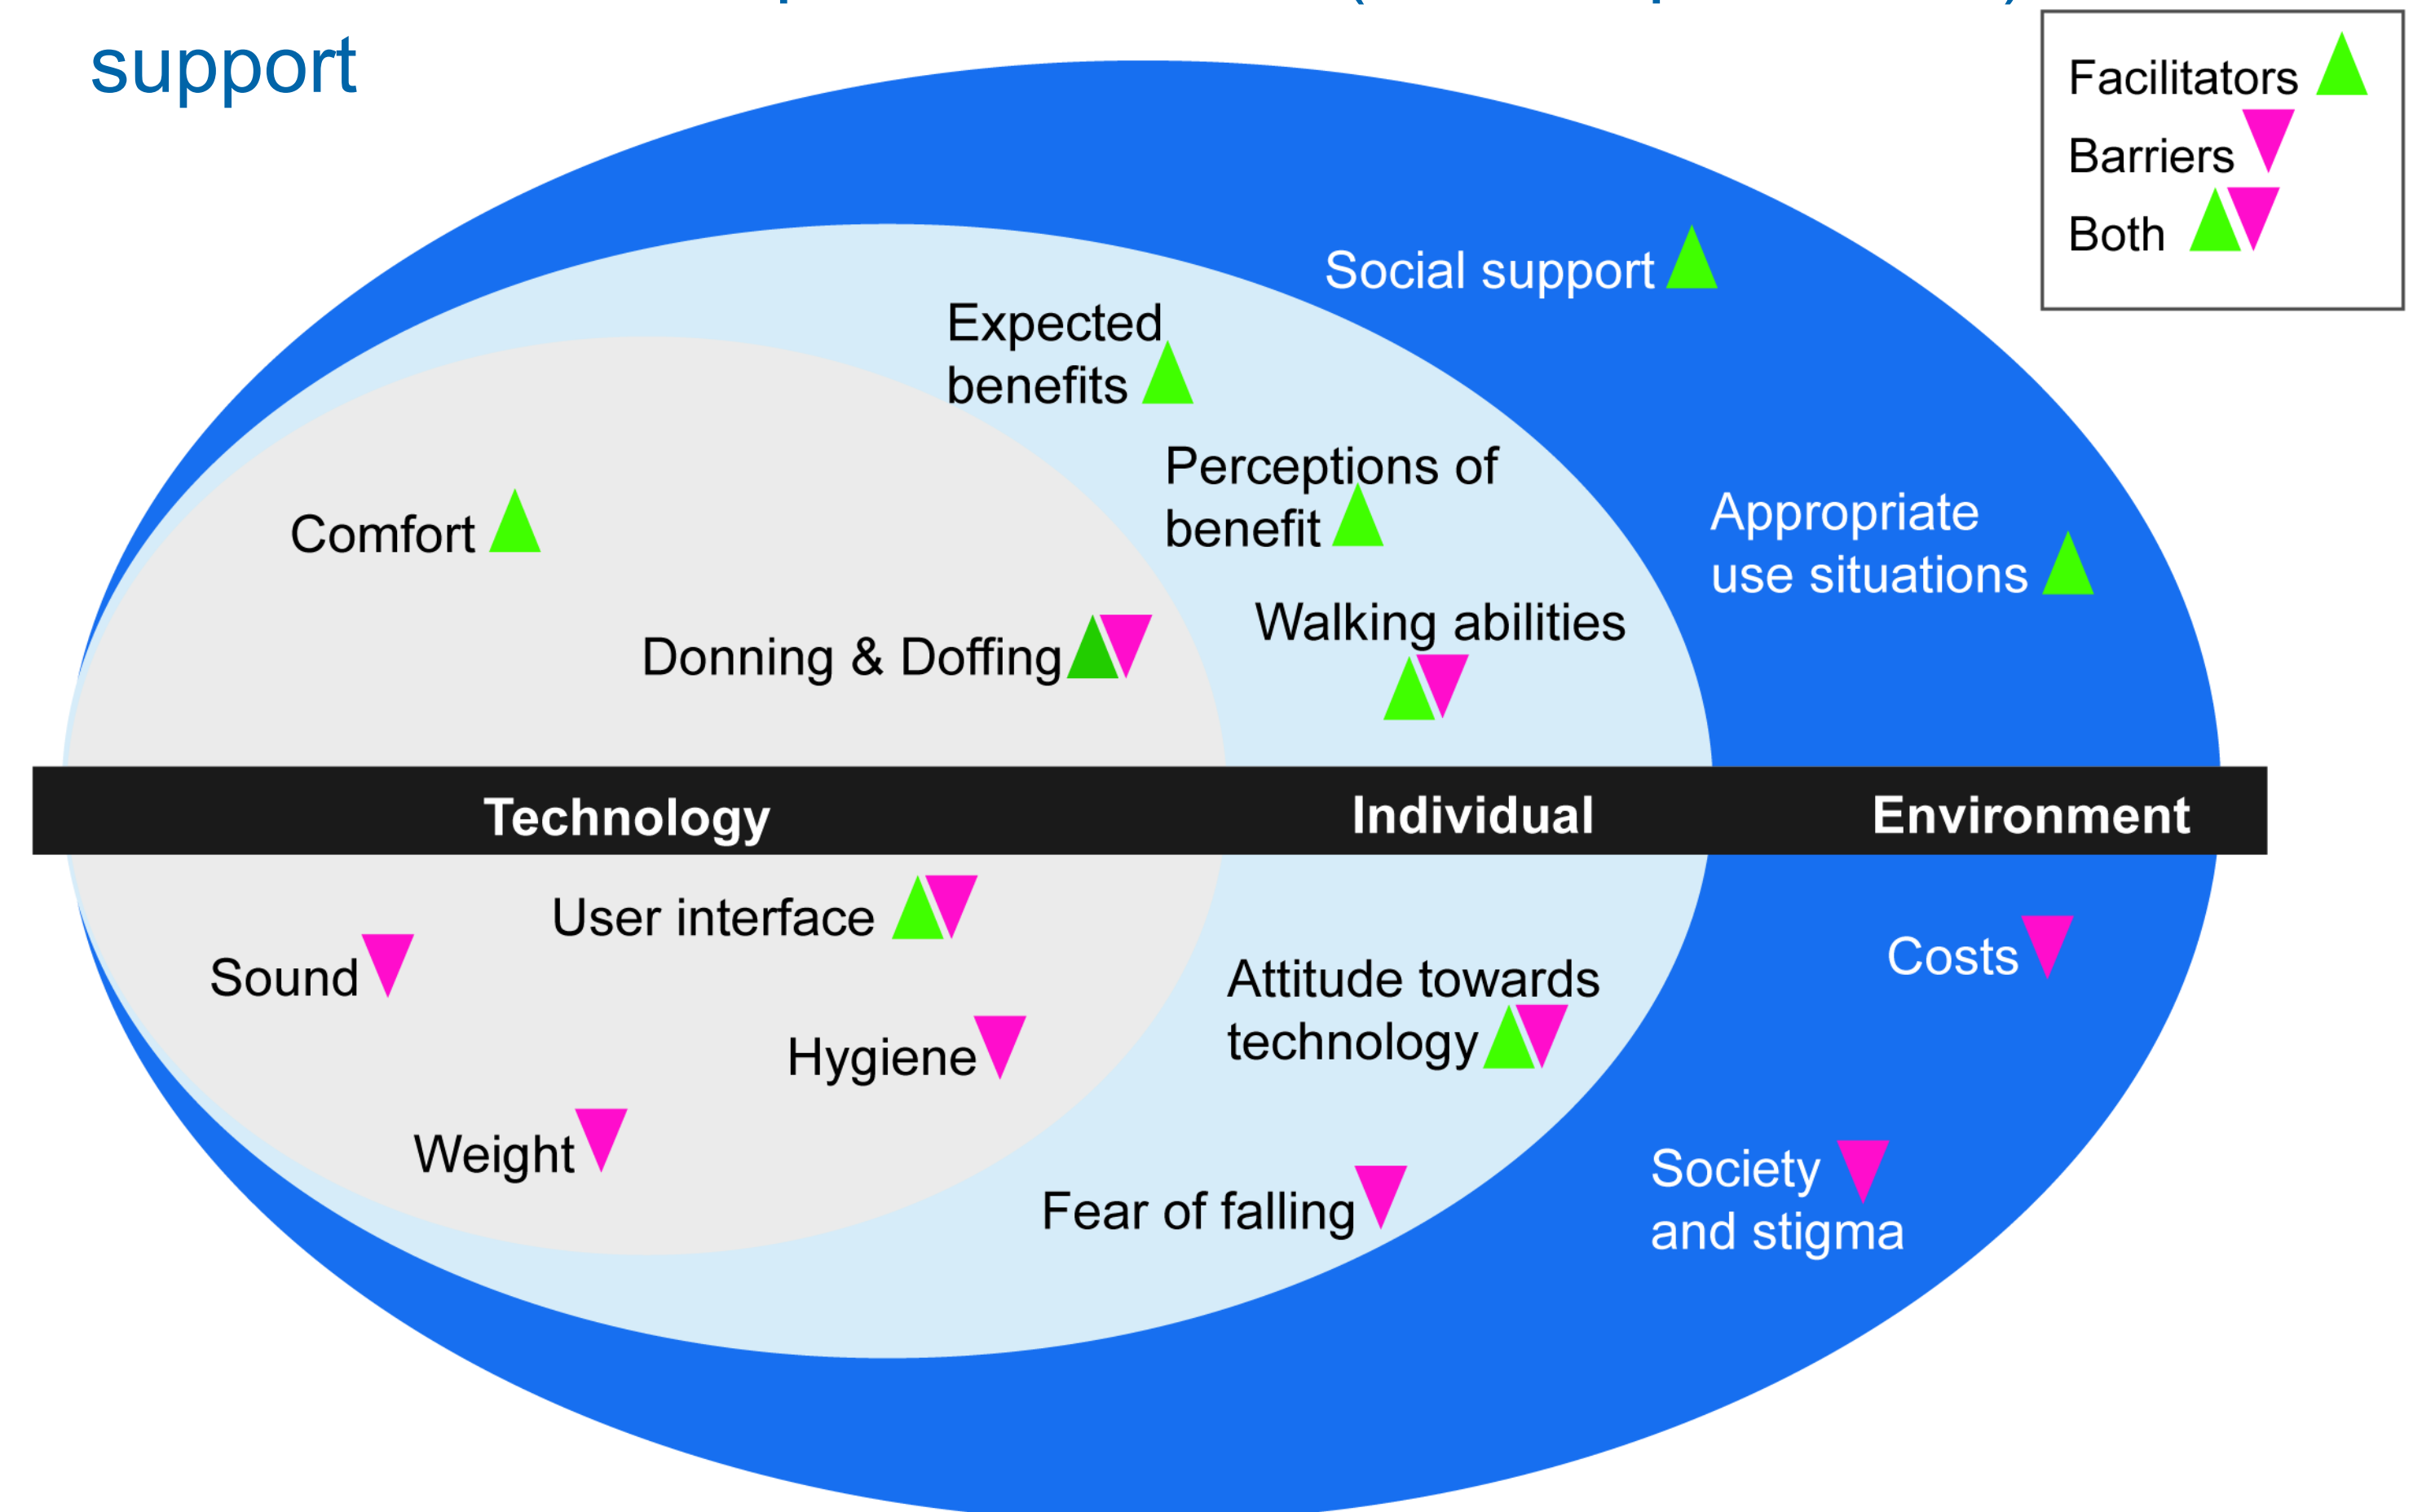 support
Facilitators
Barriers
Both
Social support
Expected
benefits
Perceptions of
benefit
Appropriate
use situations
Comfort
Walking abilities
Donning & Doffing
Technology Individual Environment
User interface
Sound
Costs
Attitude towards
technology
Hygiene
Weight
Society
and stigma
Fear of falling